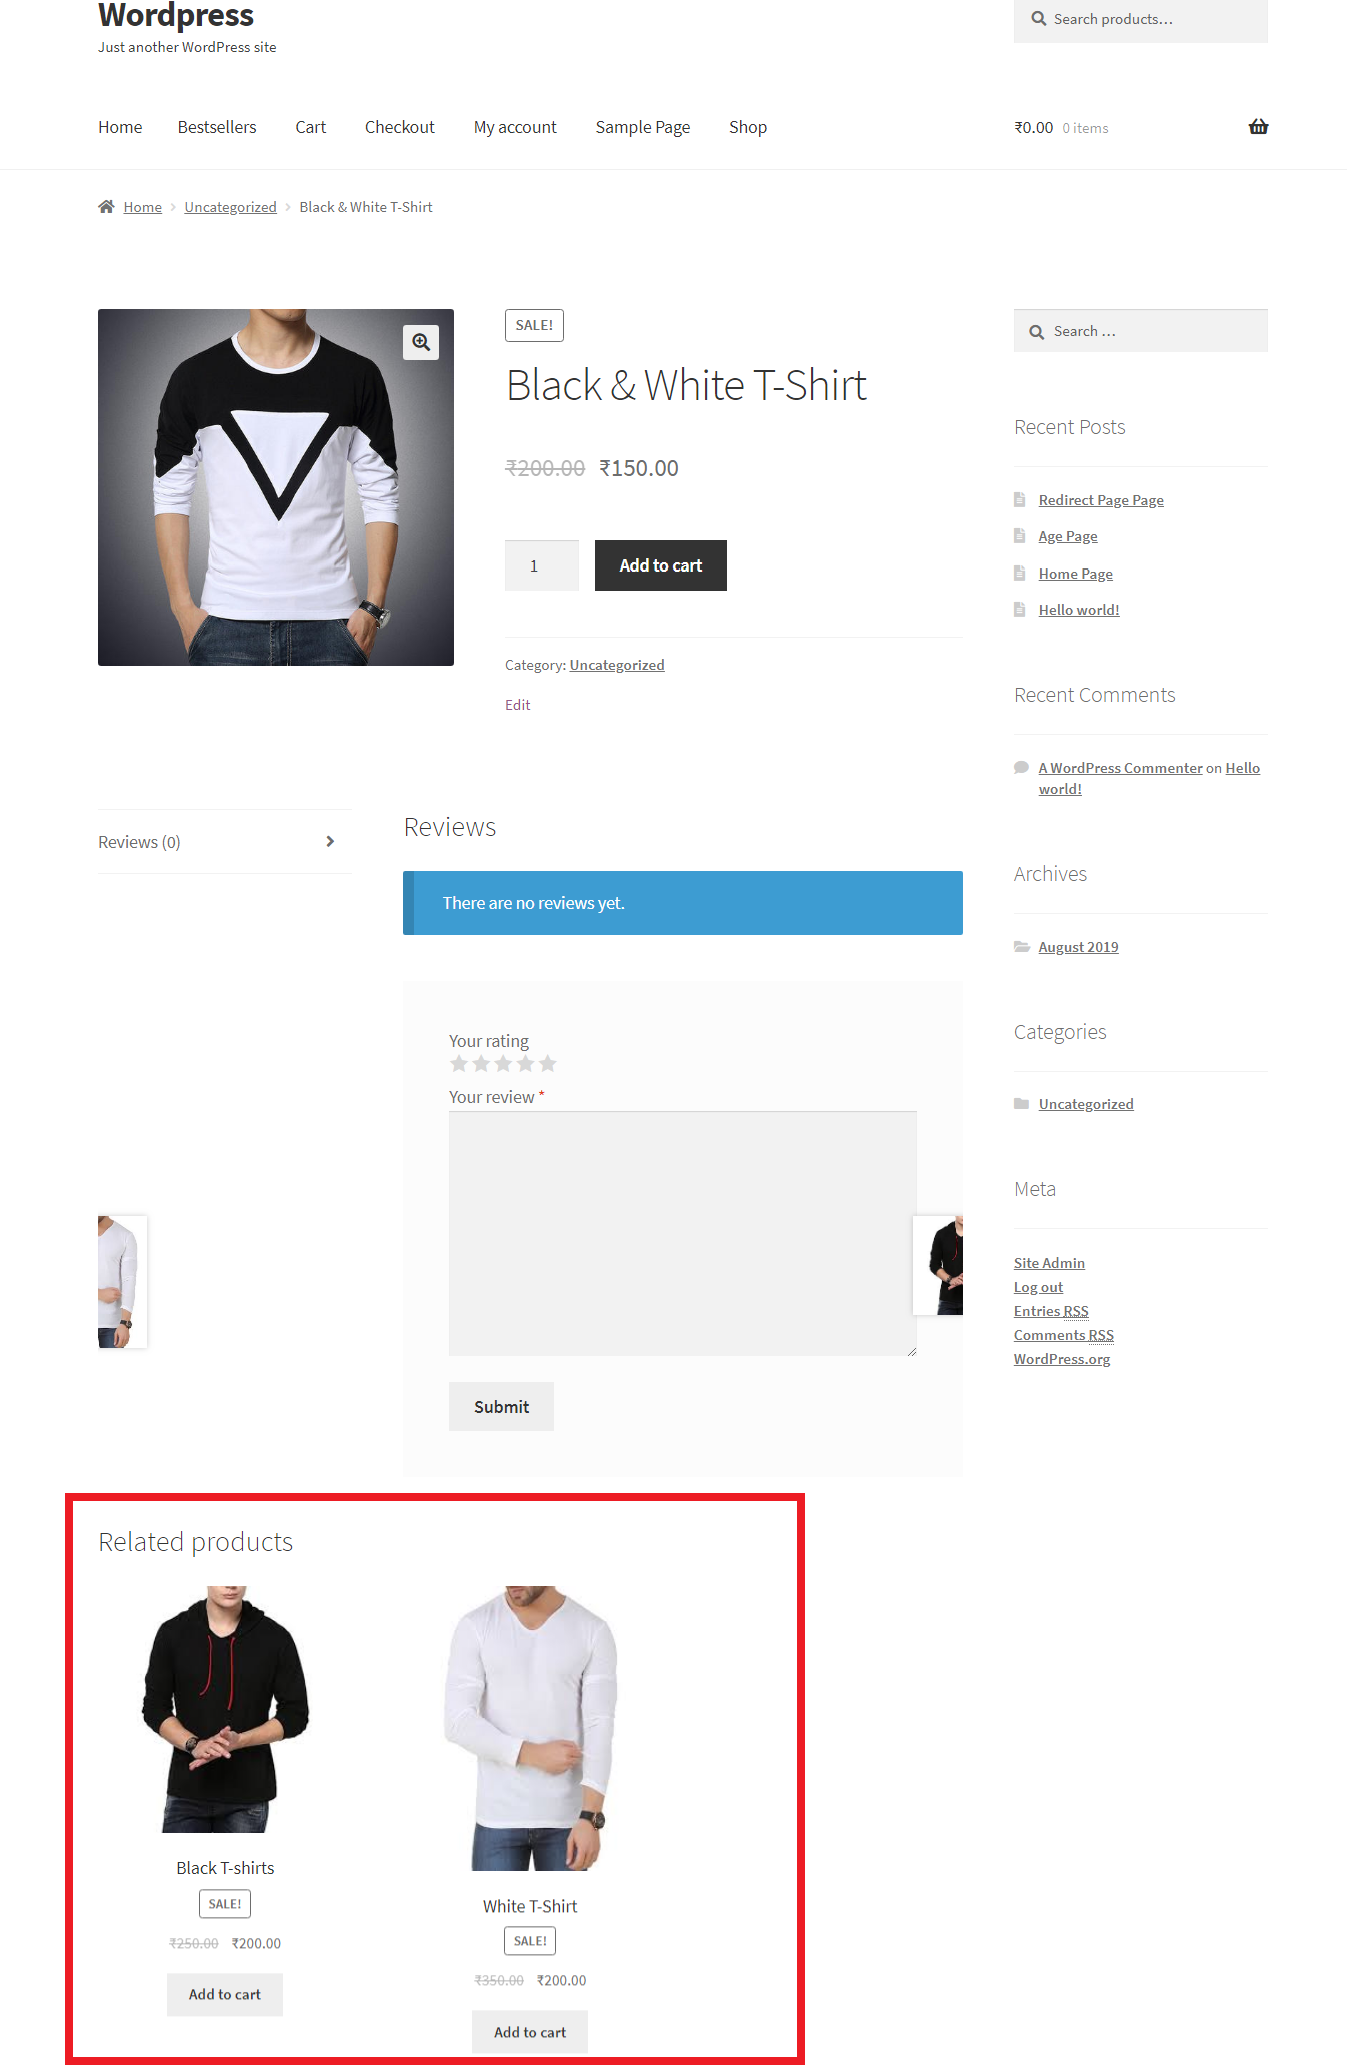 Wordpress
Just another WordPress site
Search products…
Home Bestsellers Cart Checkout My account Sample Page Shop
₹0.00 0 items
Home Uncategorized Black & White T-Shirt
SALE!
Black & White T-Shirt
₹200.00 ₹150.00
1 Add to cart
Category: Uncategorized
Edit
Reviews (0)
Reviews
There are no reviews yet.
Your rating
Your review *
Submit
Search …
Recent Posts
Redirect Page Page
Age Page
Home Page
Hello world!
Recent Comments
A WordPress Commenter on Hello
world!
Archives
August 2019
Categories
Uncategorized
Meta
Site Admin
Log out
Entries RSS
Comments RSS
WordPress.org
Related products
Black T-shirts
SALE!
₹250.00 ₹200.00
Add to cart
White T-Shirt
SALE!
₹350.00 ₹200.00
Add to cart